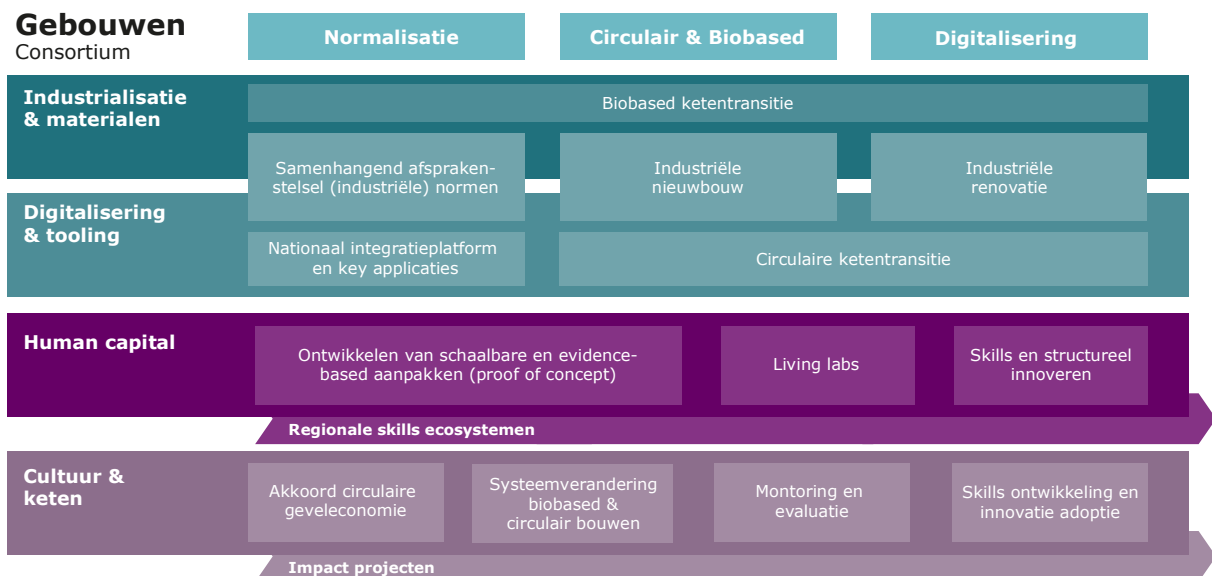 Gebouwen
Consortium
Normalisatie
Circulair & Biobased
Digitalisering
Industrialisatie
& materialen
Biobased ketentransitie
Samenhangend afspraken-
stelsel (industriële) normen
Industriële
nieuwbouw
Industriële
renovatie
Digitalisering
& tooling
Nationaal integratieplatform
en key applicaties
Circulaire ketentransitie
Human capital
Ontwikkelen van schaalbare en evidence-
based aanpakken (proof of concept)
Living labs
Skills en structureel
innoveren
Regionale skills ecosystemen
Cultuur &
keten
Akkoord circulaire
geveleconomie
Systeemverandering
biobased &
circulair bouwen
Montoring en
evaluatie
Skills ontwikkeling en
innovatie adoptie
Impact projecten